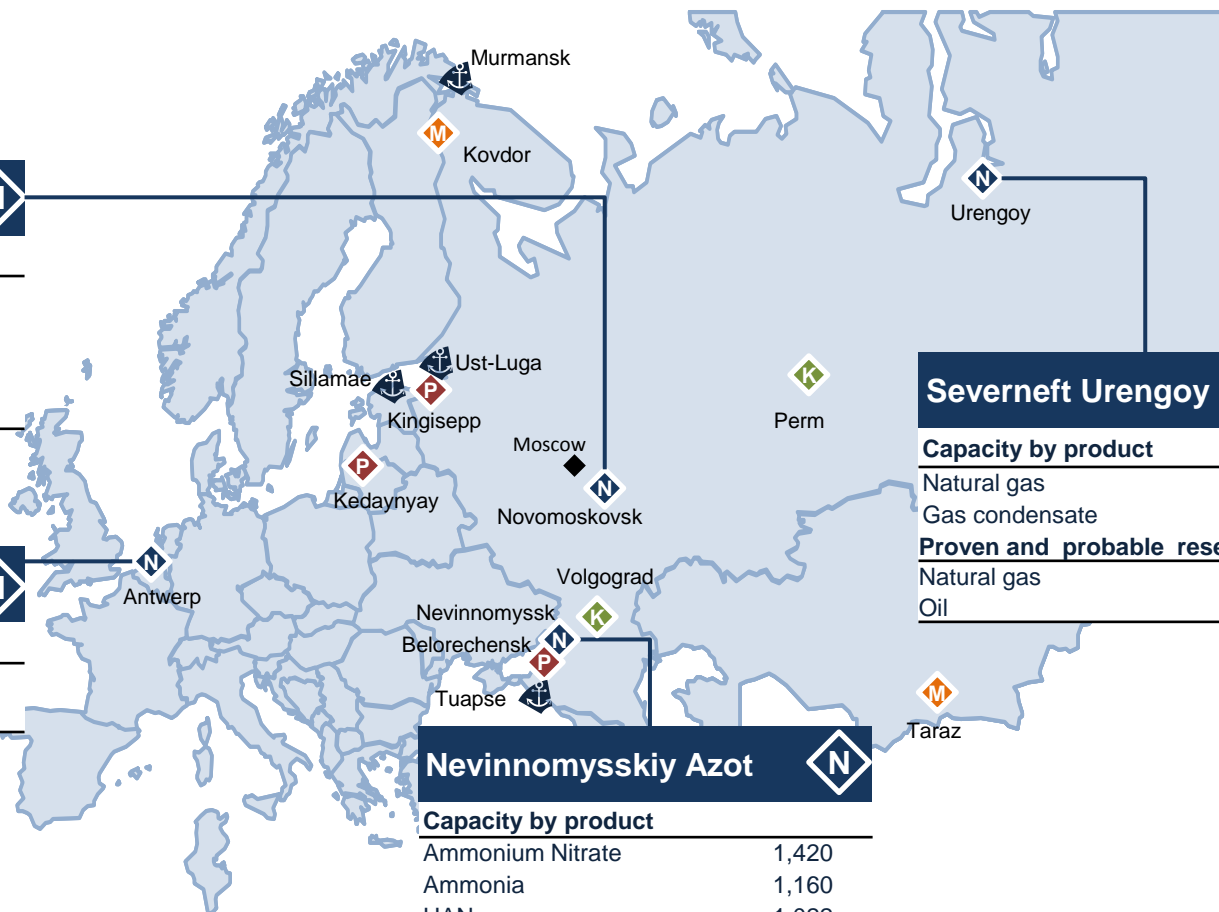 Murmansk
M
Kovdor
N
Urengoy
Ust-Luga
Sillamae
P
Kingisepp
K
Perm
Severneft Urengoy
Moscow
P
Kedaynyay
N
Novomoskovsk
Capacity by product
Natural gas
Gas condensate
Proven and probable
Natural gas
Oil
N
Antwerp
Volgograd
K
Nevinnomyssk
N
Belorechensk
P
Tuapse
M
Taraz
Nevinnomysskiy Azot N
Capacity by product
Ammonium Nitrate 1,420
Ammonia 1,160